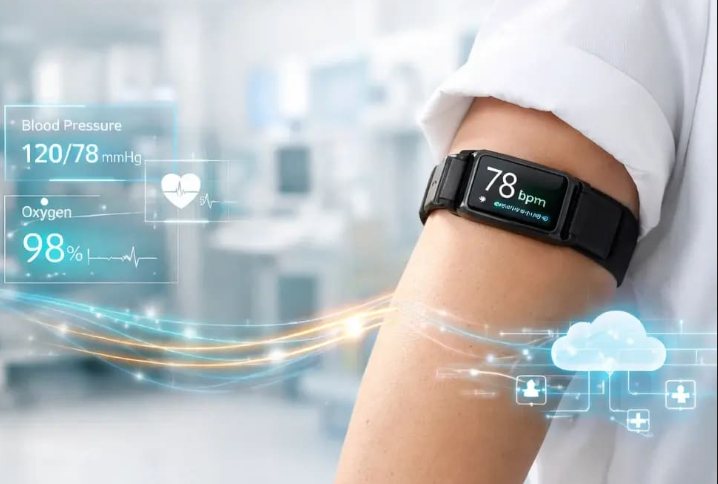 Blood Pressure
120/78 mmHg
Oxygen
98%
78 bpm